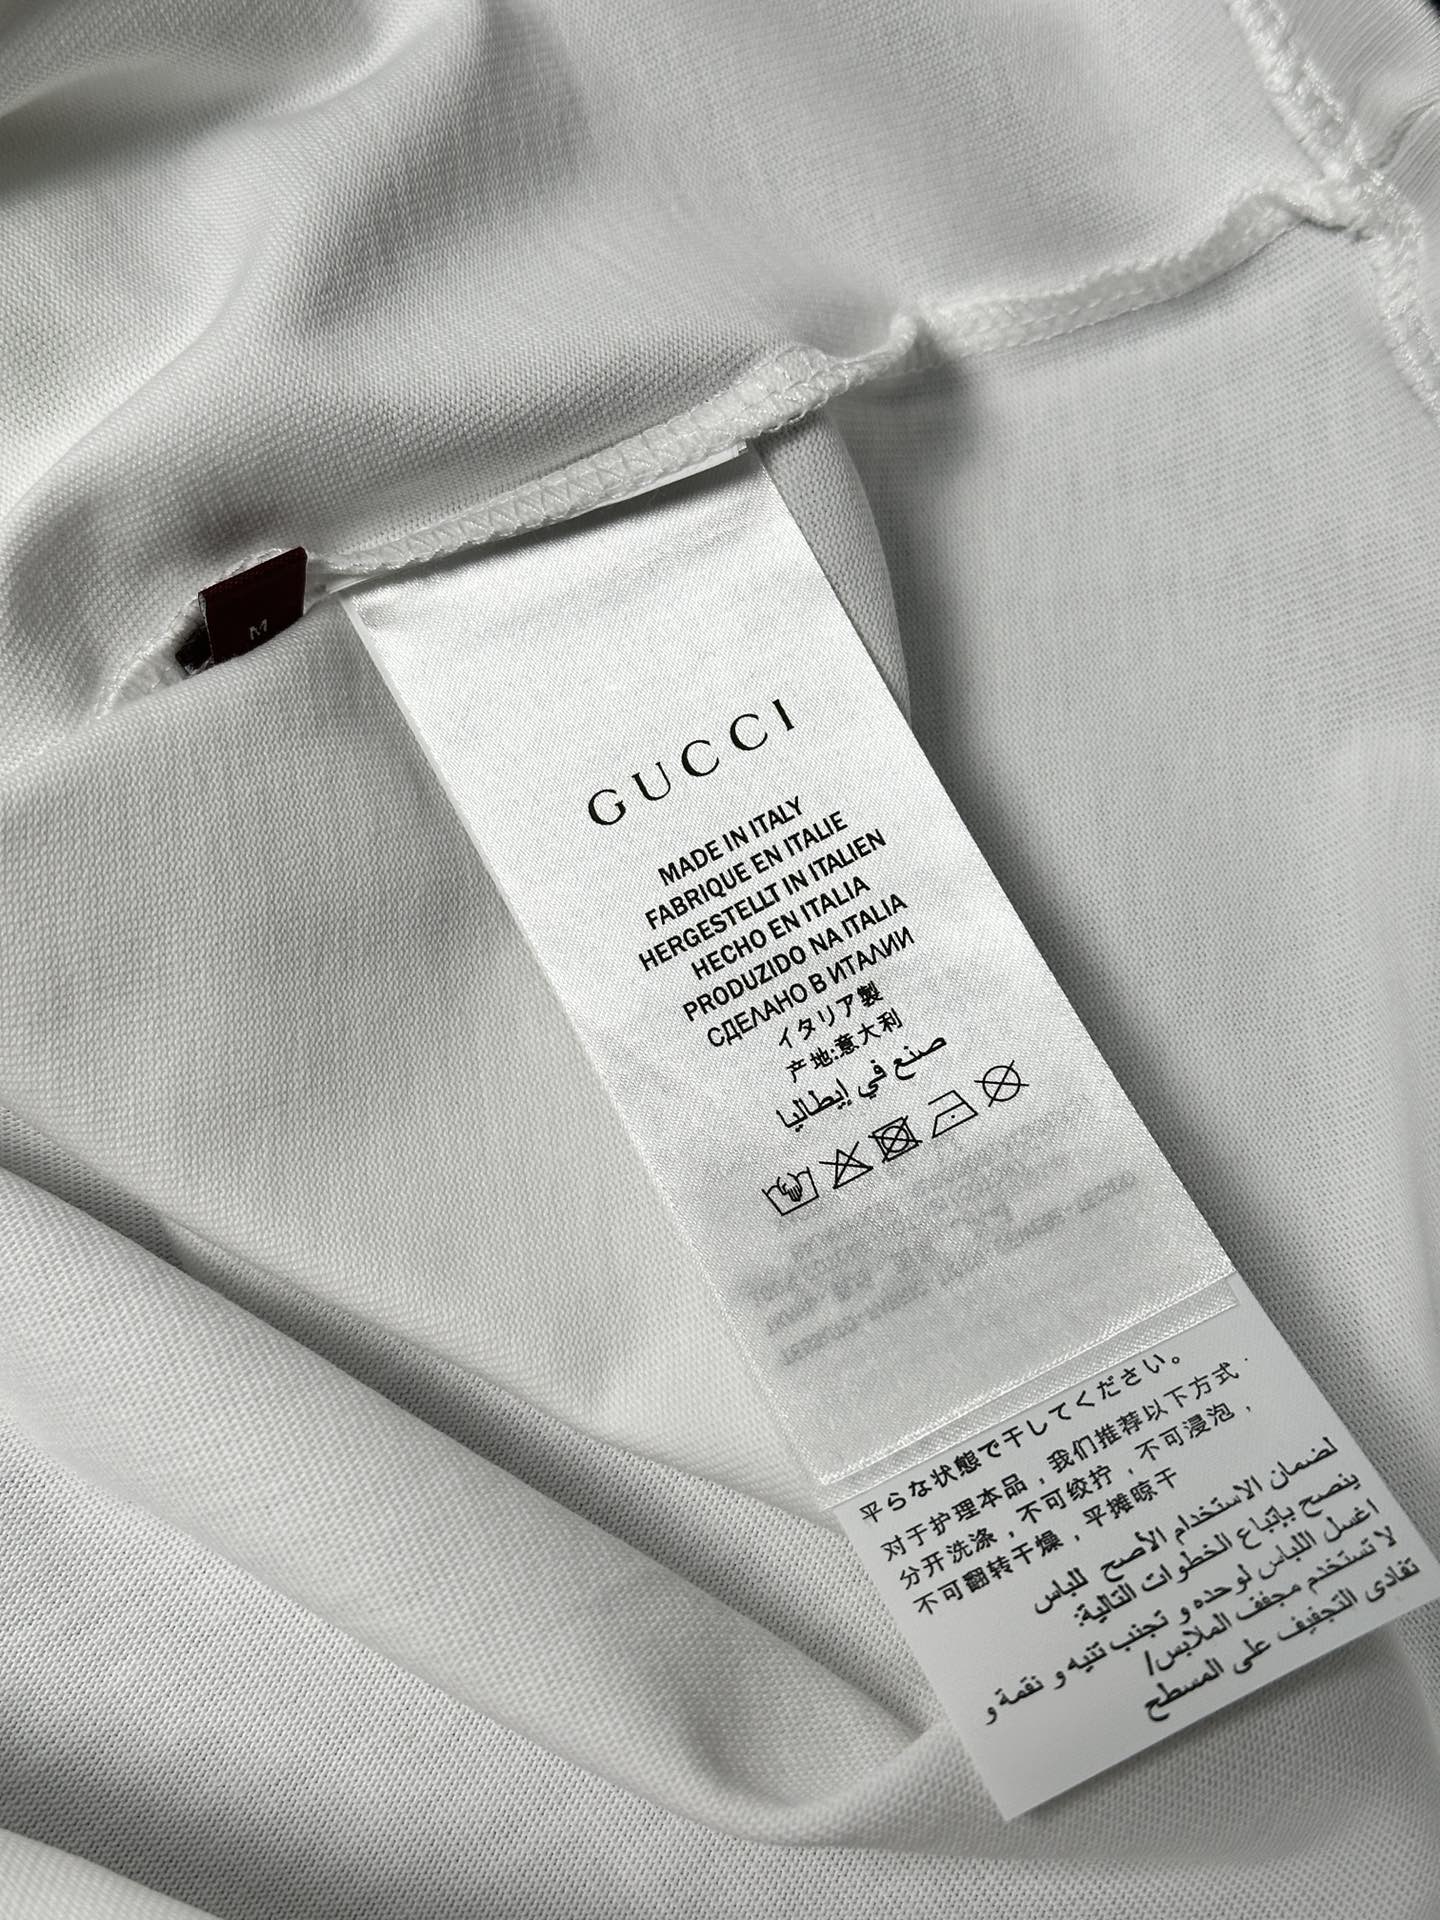 M
GUCCI
MADE IN ITALY
FABRIQUE EN ITALIE
HERGESTELLT IN ITALIEN
HECHO EN ITALIA
PRODUZIDO NA ITALIA
СДЕЛАНО В ИТАЛИИ
イタリア製
产地:意大利
صنع في إيطاليا
平らな状態で干してください。
对于护理本品，我们推荐以下方式.
分开洗涤，不可绞拧，不可浸泡，
不可翻转干燥，平摊晾干
لضمان الاستخدام الأصح للباس
ينصح بإتباع الخطوات التالية:
اغسل اللباس لوحده و تجنب تنيه و نقمة و
لا تستخدم مجفف الملابس/
تفادى التجفيف على المسطح